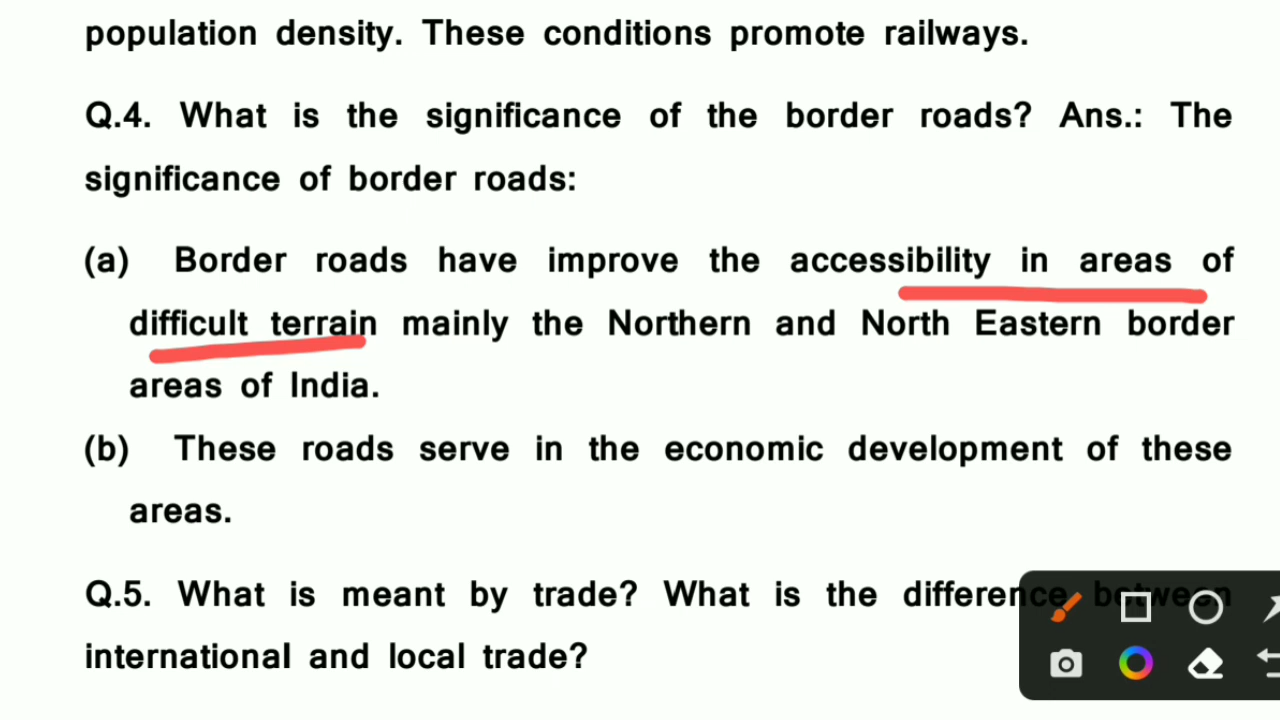 population density. These conditions promote railways.
Q.4. What is the significance of the border roads? Ans.: The
significance of border roads:
(a) Border roads have improve the accessibility in areas of
difficult terrain mainly the Northern and North Eastern border
areas of India.
(b) These roads serve in the economic development of these
areas.
Q.5. What is meant by trade? What is the difference between
international and local trade?